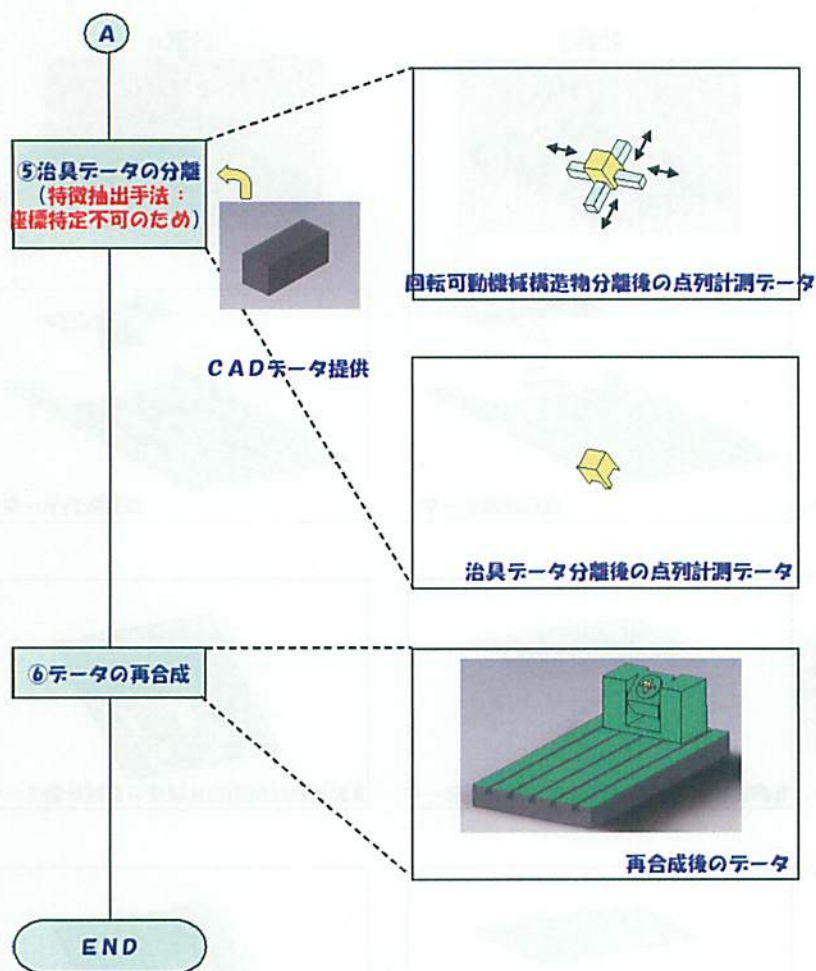 A
⑤治具データの分離
(特徴抽出手法：
座標特定不可のため)
CADデータ提供
回転可動機械構造物分離後の点列計測データ
治具データ分離後の点列計測データ
⑥データの再合成
再合成後のデータ
END